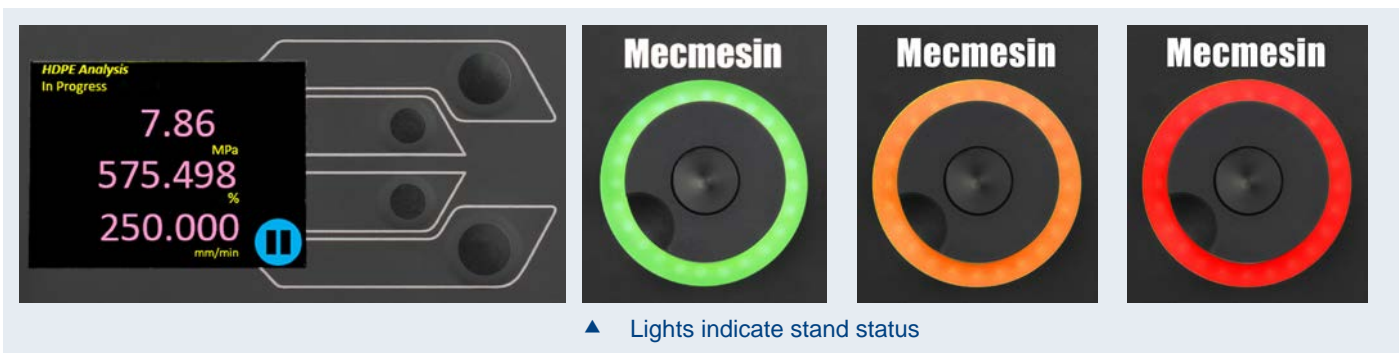 HDPE Analysis
In Progress
7.86
MPa
575.498
%
250.000
mm/min
Mecmesin
Mecmesin
Mecmesin
▲ Lights indicate stand status